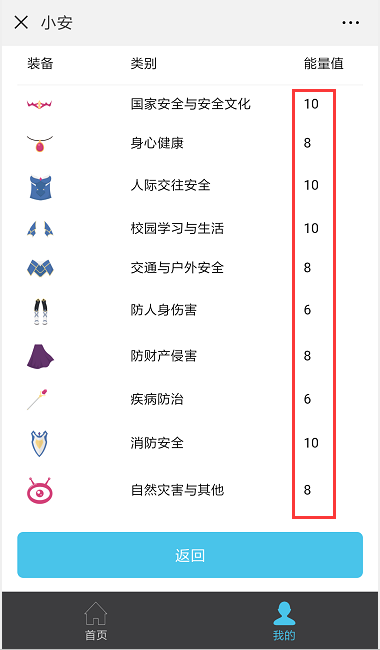 小安
装备 类别 能量值
国家安全与安全文化 10
身心健康 8
人际交往安全 10
校园学习与生活 10
交通与户外安全 8
防人身伤害 6
防财产侵害 8
疾病防治 6
消防安全 10
自然灾害与其他 8
返回
首页 我的